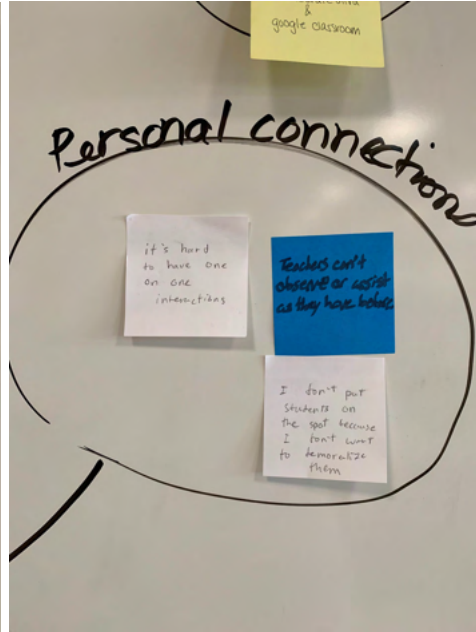 &
google classroom
Personal connections
it's hard
to have one
on one
interactions
Teachers can't
observe or assist
as they have before
I don't put
students on
the spot because
I don't want
to demoralize
them